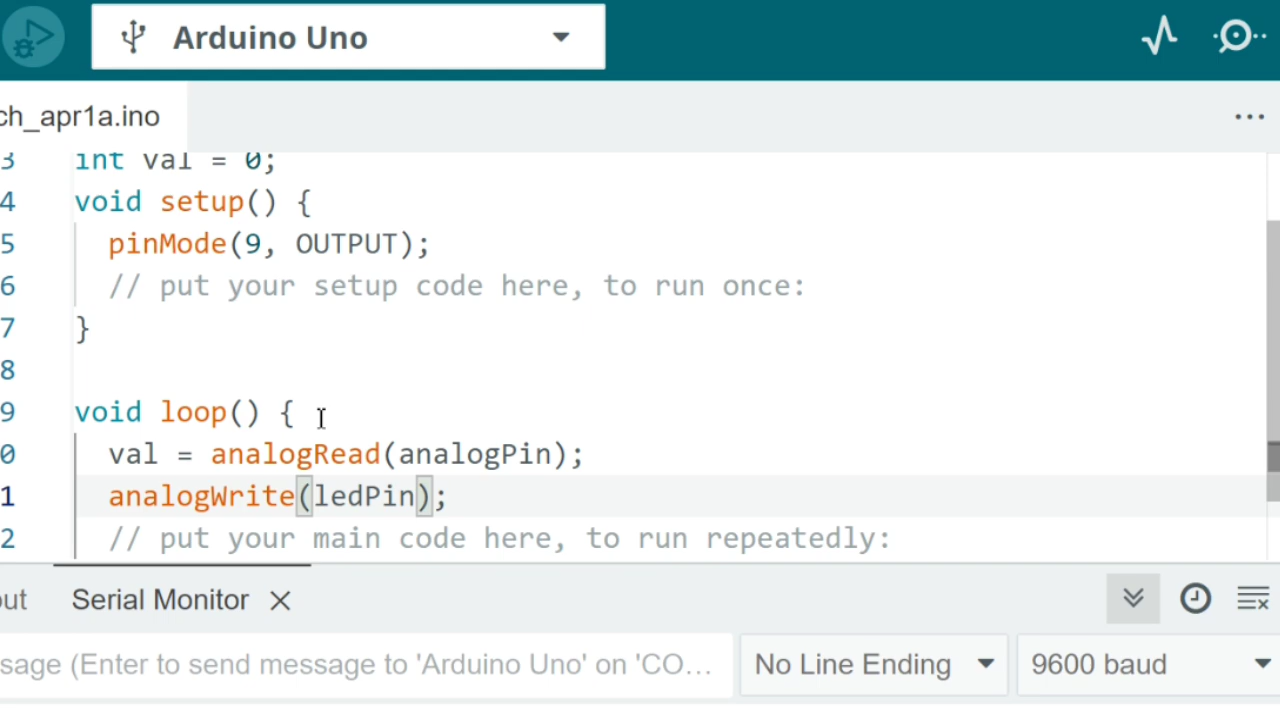 Arduino Uno
ch_apr1a.ino
3 int val = 0;
4 void setup() {
5 pinMode(9, OUTPUT);
6 // put your setup code here, to run once:
7 }
8
9 void loop() {
0 val = analogRead(analogPin);
1 analogWrite(ledPin);
2 // put your main code here, to run repeatedly:
ut Serial Monitor
sage (Enter to send message to 'Arduino Uno' on 'CO... No Line Ending 9600 baud